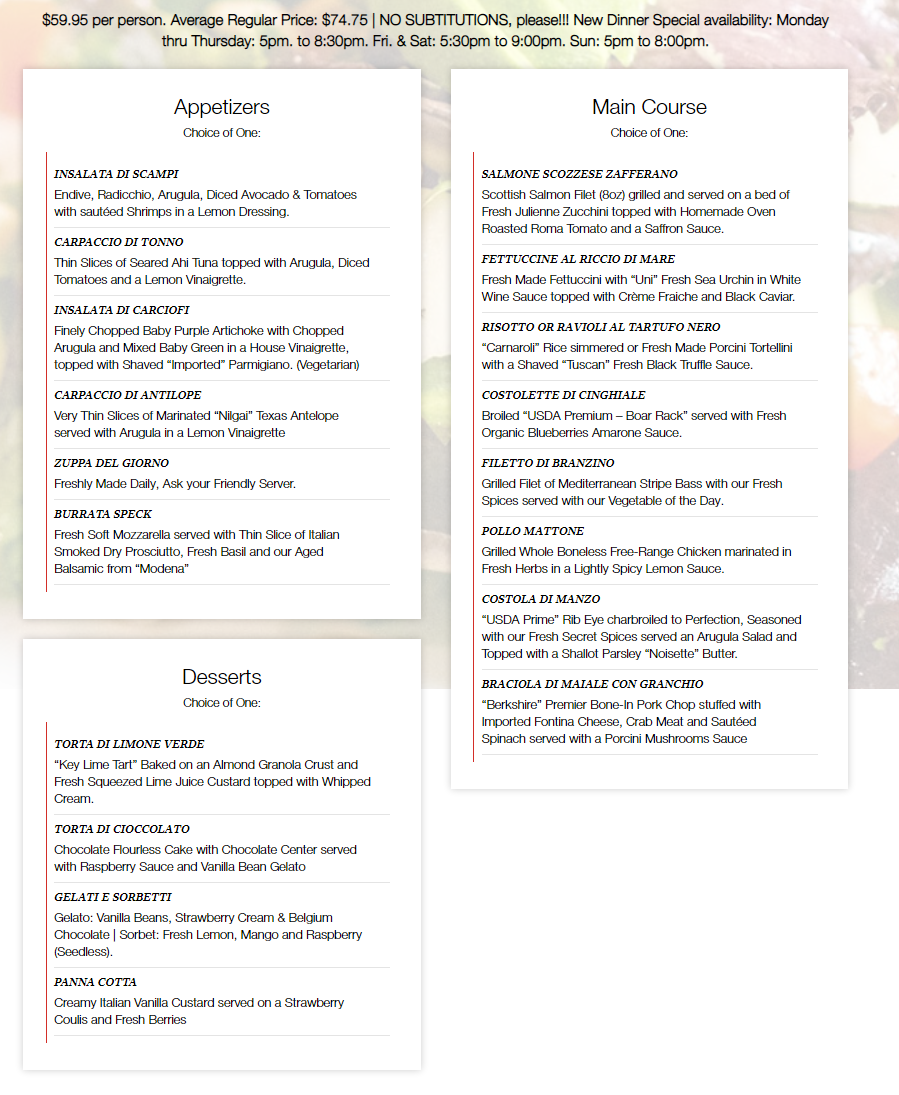 $59.95 per person. Average Regular Price: $74.75 | NO SUBTITUTIONS, please!!! New Dinner Special availability: Monday
thru Thursday: 5pm. to 8:30pm. Fri. & Sat: 5:30pm to 9:00pm. Sun: 5pm to 8:00pm.
Appetizers
Choice of One:
INSALATA DI SCAMPI
Endive, Radicchio, Arugula, Diced Avocado & Tomatoes
with sautéed Shrimps in a Lemon Dressing.
CARPACCIO DI TONNO
Thin Slices of Seared Ahi Tuna topped with Arugula, Diced
Tomatoes and a Lemon Vinaigrette.
INSALATA DI CARCIOFI
Finely Chopped Baby Purple Artichoke with Chopped
Arugula and Mixed Baby Green in a House Vinaigrette,
topped with Shaved “Imported” Parmigiano. (Vegetarian)
CARPACCIO DI ANTILOPE
Very Thin Slices of Marinated “Nilgai” Texas Antelope
served with Arugula in a Lemon Vinaigrette
ZUPPA DEL GIORNO
Freshly Made Daily, Ask your Friendly Server.
BURRATA SPECK
Fresh Soft Mozzarella served with Thin Slice of Italian
Smoked Dry Prosciutto, Fresh Basil and our Aged
Balsamic from “Modena”
Desserts
Choice of One:
TORTA DI LIMONE VERDE
“Key Lime Tart” Baked on an Almond Granola Crust and
Fresh Squeezed Lime Juice Custard topped with Whipped
Cream.
TORTA DI CIOCCOLATO
Chocolate Flourless Cake with Chocolate Center served
with Raspberry Sauce and Vanilla Bean Gelato
GELATI E SORBETTI
Gelato: Vanilla Beans, Strawberry Cream & Belgium
Chocolate | Sorbet: Fresh Lemon, Mango and Raspberry
(Seedless).
PANNA COTTA
Creamy Italian Vanilla Custard served on a Strawberry
Coulis and Fresh Berries
Main Course
Choice of One:
SALMONE SCOZZESE ZAFFERANO
Scottish Salmon Filet (8oz) grilled and served on a bed of
Fresh Julienne Zucchini topped with Homemade Oven
Roasted Roma Tomato and a Saffron Sauce.
FETTUCCINE AL RICCIO DI MARE
Fresh Made Fettuccini with “Uni” Fresh Sea Urchin in White
Wine Sauce topped with Crème Fraiche and Black Caviar.
RISOTTO OR RAVIOLI AL TARTUFO NERO
“Carnaroli” Rice simmered or Fresh Made Porcini Tortellini
with a Shaved “Tuscan” Fresh Black Truffle Sauce.
COSTOLETTE DI CINGHIALE
Broiled “USDA Premium – Boar Rack” served with Fresh
Organic Blueberries Amarone Sauce.
FILETTO DI BRANZINO
Grilled Filet of Mediterranean Stripe Bass with our Fresh
Spices served with our Vegetable of the Day.
POLLO MATTONE
Grilled Whole Boneless Free-Range Chicken marinated in
Fresh Herbs in a Lightly Spicy Lemon Sauce.
COSTOLA DI MANZO
“USDA Prime” Rib Eye charbroiled to Perfection, Seasoned
with our Fresh Secret Spices served an Arugula Salad and
Topped with a Shallot Parsley “Noisette” Butter.
BRACIOLA DI MAIALE CON GRANCHIO
“Berkshire” Premier Bone-In Pork Chop stuffed with
Imported Fontina Cheese, Crab Meat and Sautéed
Spinach served with a Porcini Mushrooms Sauce